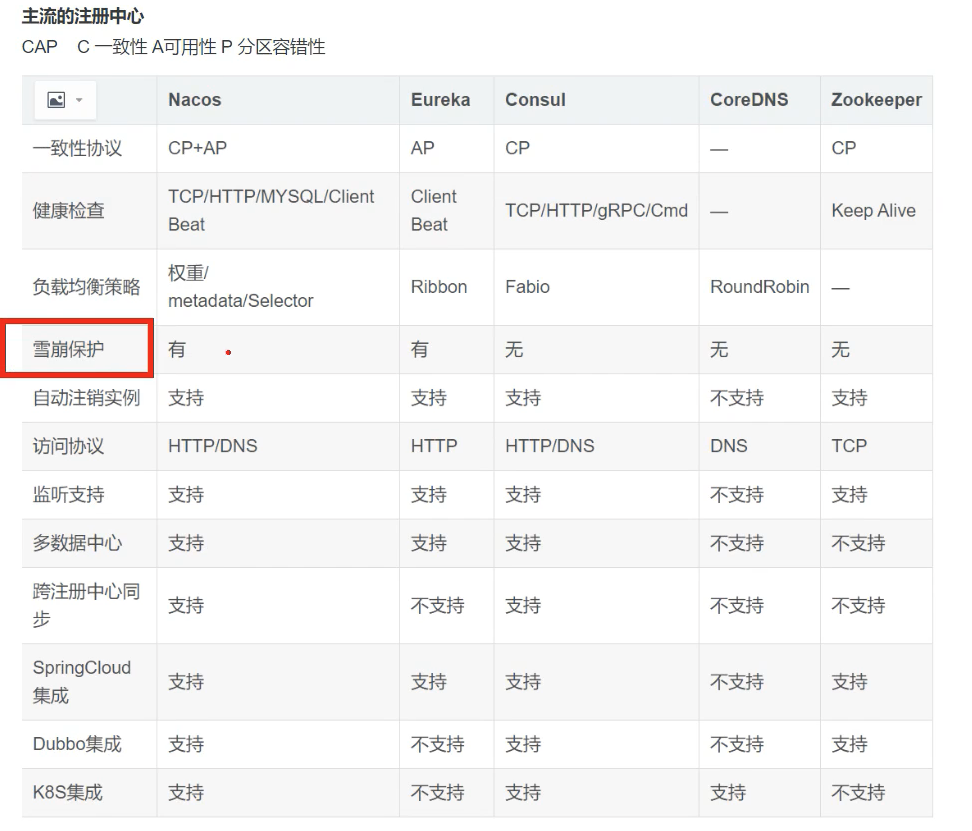 主流的注册中心
CAP C 一致性 A可用性 P 分区容错性
Nacos Eureka Consul CoreDNS Zookeeper
一致性协议 CP+AP AP CP — CP
健康检查 TCP/HTTP/MYSQL/Client Beat Client Beat TCP/HTTP/gRPC/Cmd — Keep Alive
负载均衡策略 权重/metadata/Selector Ribbon Fabio RoundRobin —
雪崩保护 有 有 无 无 无
自动注销实例 支持 支持 支持 不支持 支持
访问协议 HTTP/DNS HTTP HTTP/DNS DNS TCP
监听支持 支持 支持 支持 不支持 支持
多数据中心 支持 支持 支持 不支持 不支持
跨注册中心同步 支持 不支持 支持 不支持 不支持
SpringCloud集成 支持 支持 支持 不支持 支持
Dubbo集成 支持 不支持 支持 不支持 支持
K8S集成 支持 不支持 支持 支持 不支持